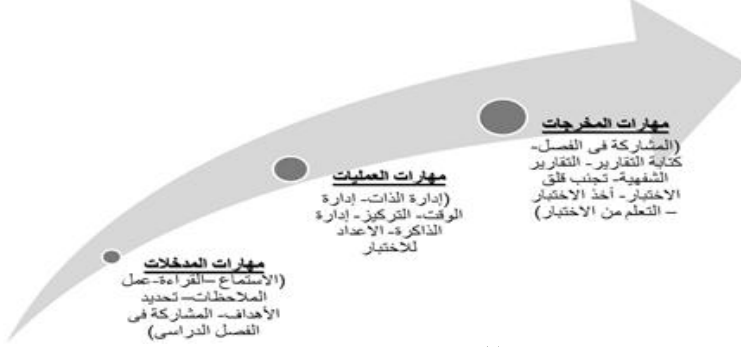 مهارات المخرجات
(المشاركة فى الفصل-
كتابة التقارير- التقارير
الشفهية- تجنب قلق
الاختبار- أخذ الاختبار
– التعلم من الاختبار)
مهارات العمليات
(إدارة الذات- إدارة
الوقت- التركيز- إدارة
الذاكرة- الاعداد
للاختبار
مهارات المدخلات
(الاستماع –القراءة-عمل
الملاحظات– تحديد
الأهداف- المشاركة فى
الفصل الدراسى)